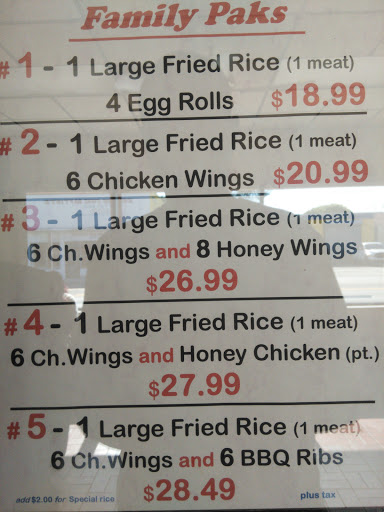 Family Paks
# 1 - 1 Large Fried Rice (1 meat)
4 Egg Rolls $18.99
# 2 - 1 Large Fried Rice (1 meat)
6 Chicken Wings $20.99
# 3 - 1 Large Fried Rice (1 meat)
6 Ch.Wings and 8 Honey Wings
$26.99
# 4 - 1 Large Fried Rice (1 meat)
6 Ch.Wings and Honey Chicken (pt.)
$27.99
# 5 - 1 Large Fried Rice (1 meat)
6 Ch.Wings and 6 BBQ Ribs
add $2.00 for Special rice $28.49 plus tax